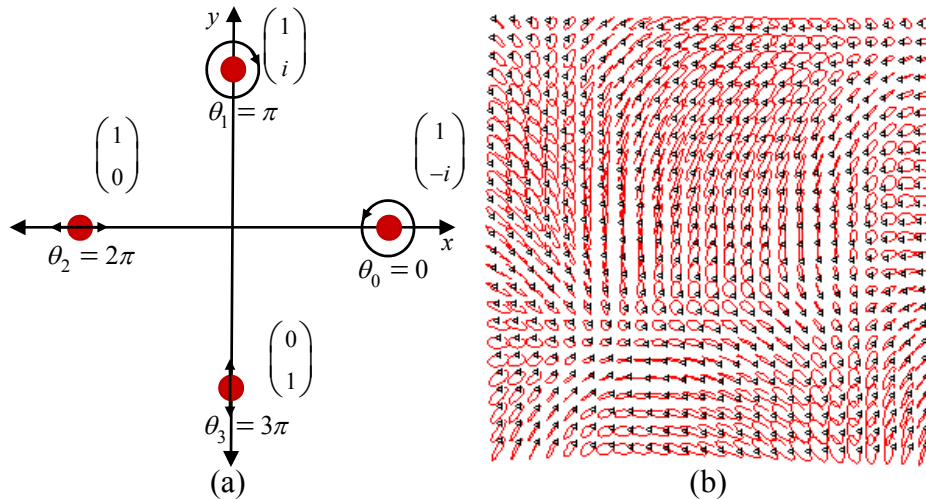 y
( 1
i )
θ₁ = π
( 1
0 )
( 1
−i )
x
θ₂ = 2π
θ₀ = 0
( 0
1 )
θ₃ = 3π
(a)
(b)